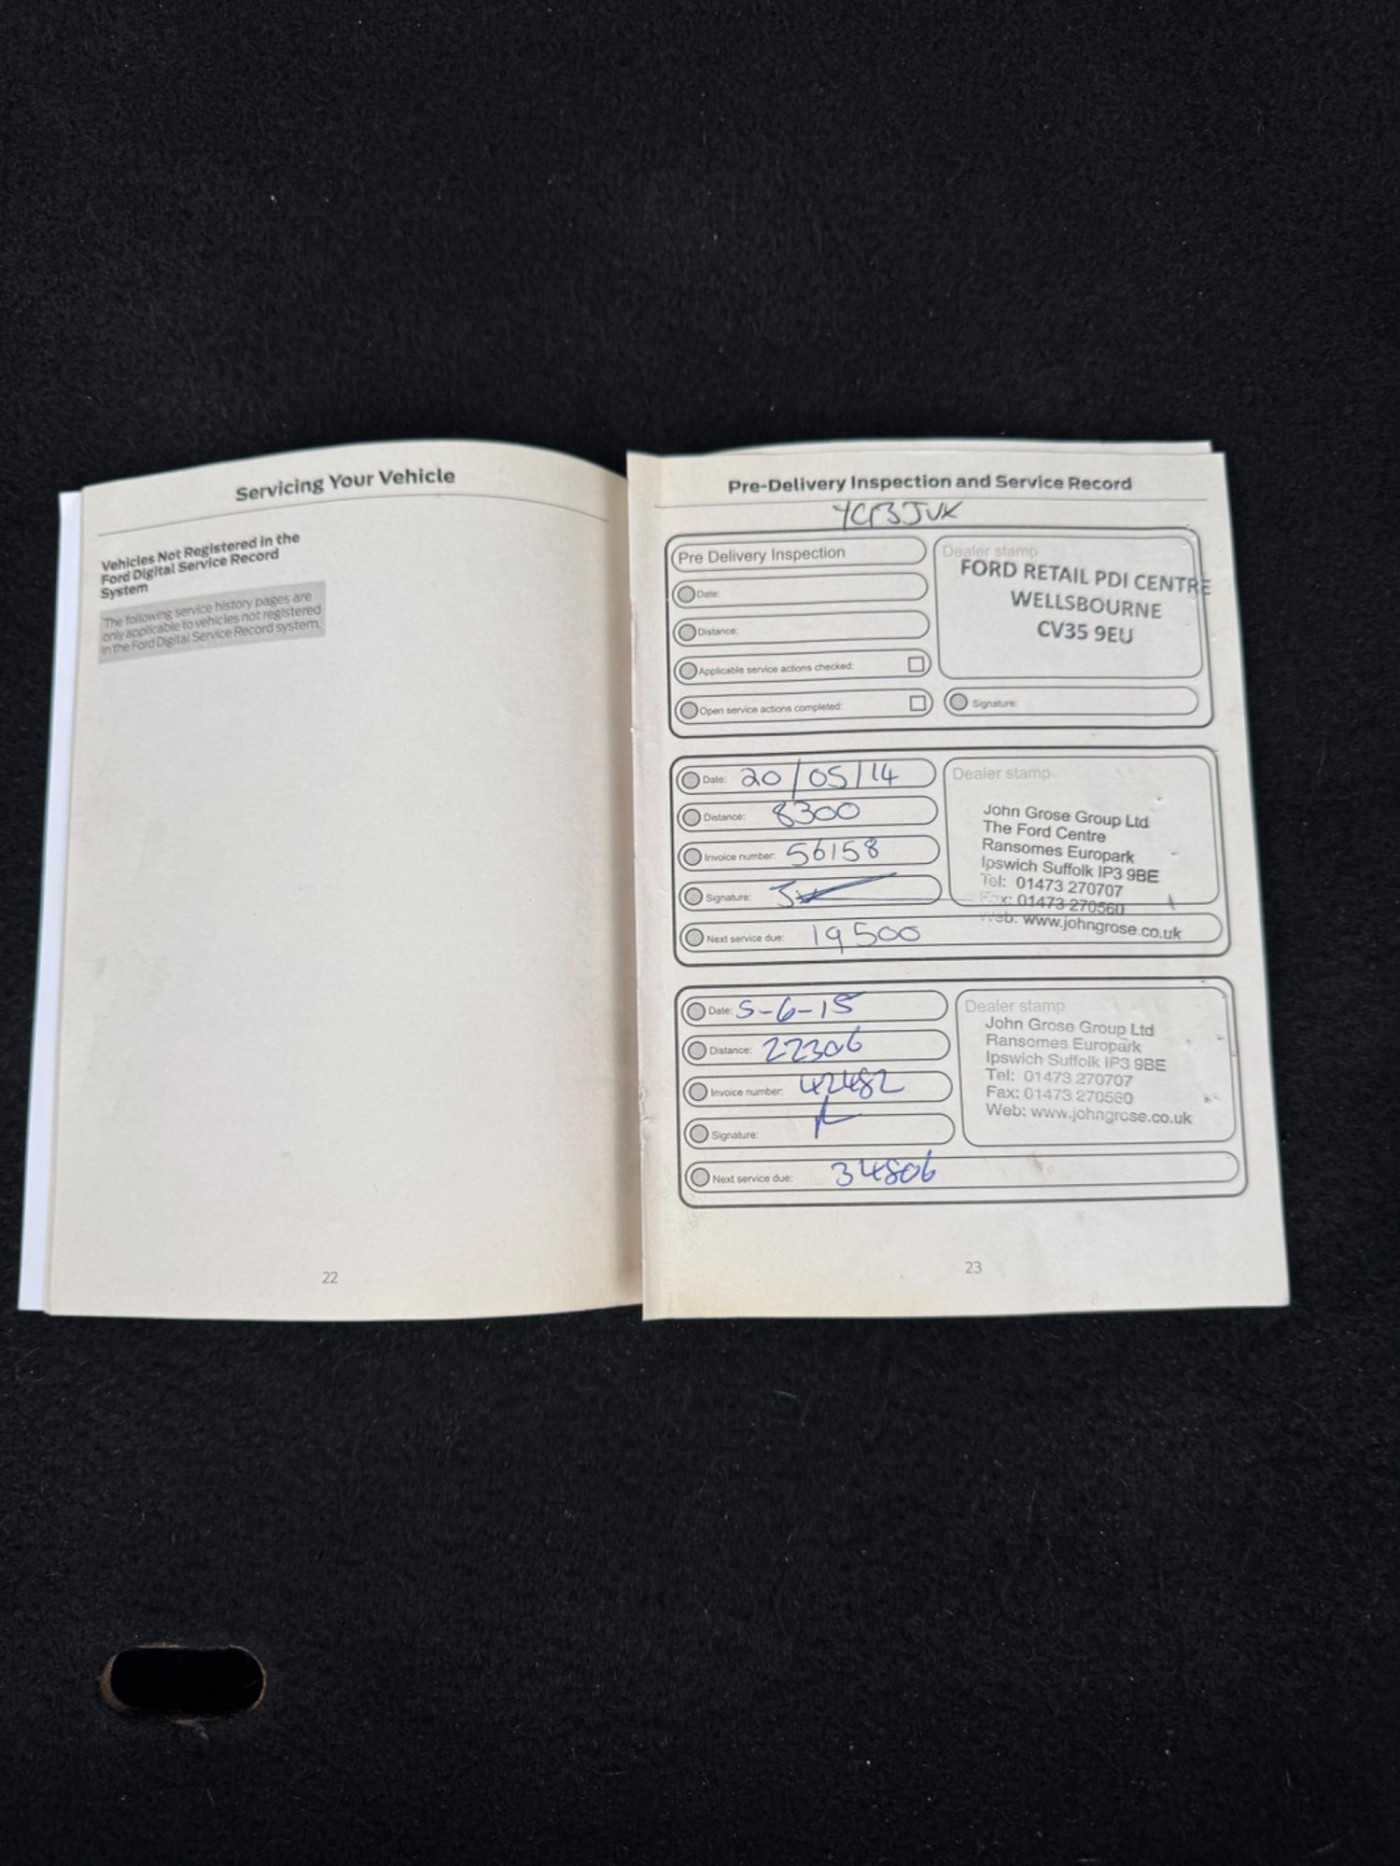 Servicing Your Vehicle
Vehicles Not Registered in the
Ford Digital Service Record
System
The following service history pages are
only applicable to vehicles not registered
in the Ford Digital Service Record system.
22
Pre-Delivery Inspection and Service Record
Pre Delivery Inspection
Date:
Distance:
Applicable service actions checked:
Open service actions completed:
Dealer stamp
FORD RETAIL PDI CENTRE
WELLSBOURNE
CV35 9EU
Signature:
Date: 20/05/14
Distance: 8300
Invoice number: 56158
Signature:
Next service due: 19500
Dealer stamp
John Grose Group Ltd
The Ford Centre
Ransomes Europark
Ipswich Suffolk IP3 9BE
Tel: 01473 270707
Fax: 01473 270560
Web: www.johngrose.co.uk
Date: 5-6-15
Distance: 22306
Invoice number: 42482
Signature:
Next service due: 34806
Dealer stamp
John Grose Group Ltd
Ransomes Europark
Ipswich Suffolk IP3 9BE
Tel: 01473 270707
Fax: 01473 270560
Web: www.johngrose.co.uk
23